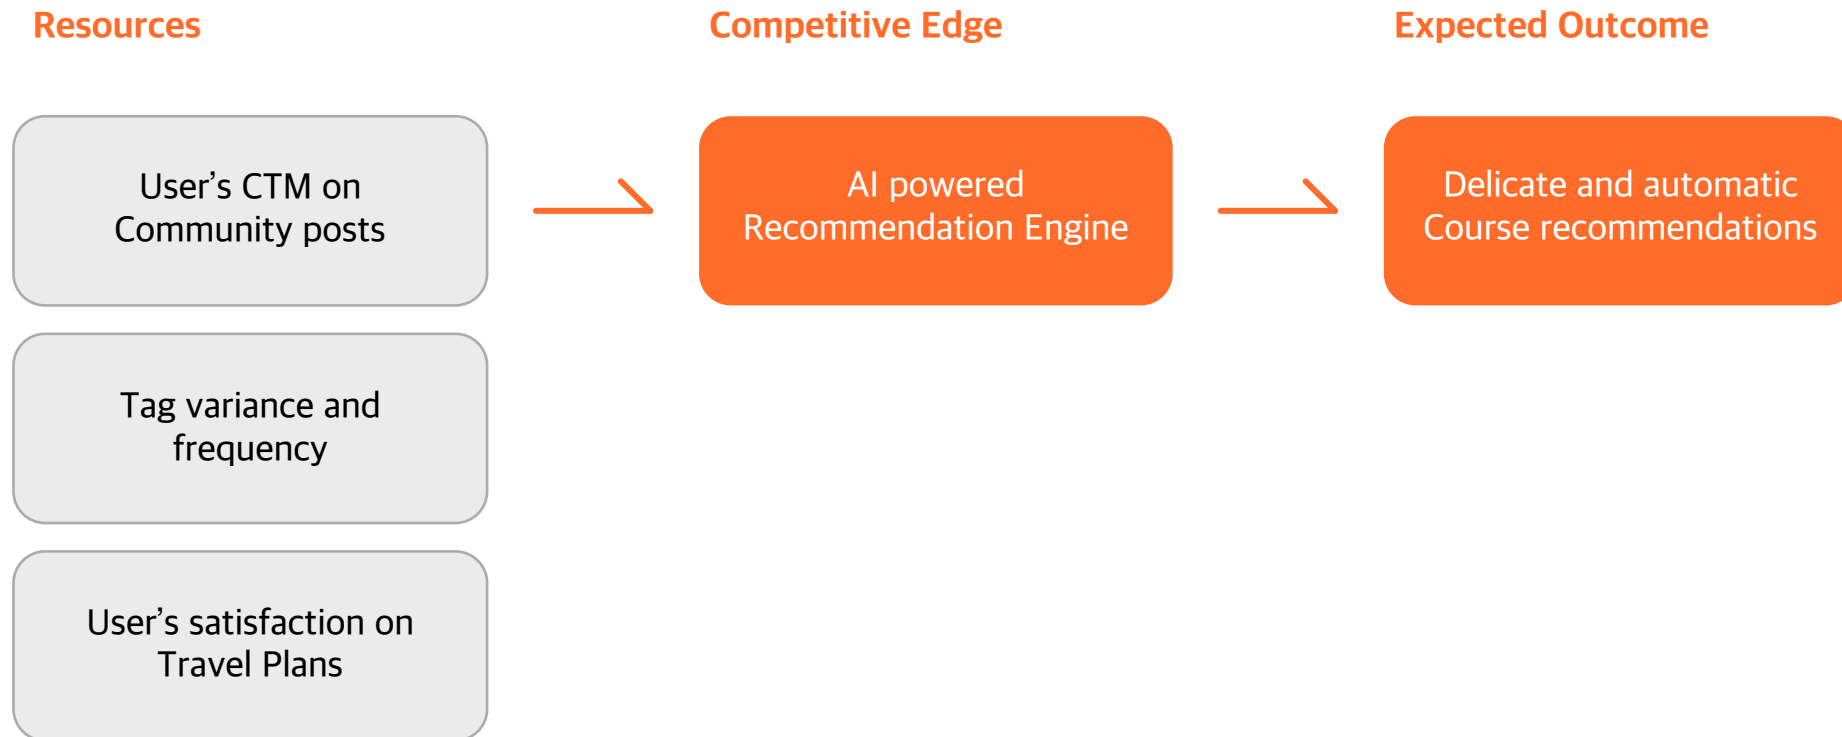 Resources
Competitive Edge
Expected Outcome
User’s CTM on
Community posts
AI powered
Recommendation Engine
Delicate and automatic
Course recommendations
Tag variance and
frequency
User’s satisfaction on
Travel Plans